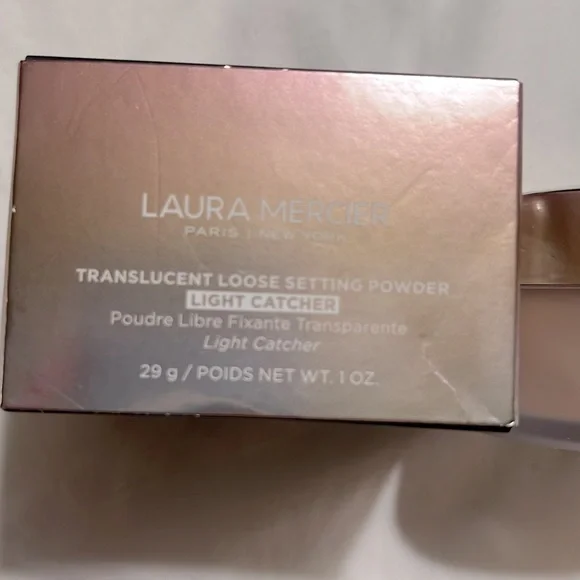 LAURA MERCIER
PARIS | NEW YORK
TRANSLUCENT LOOSE SETTING POWDER
LIGHT CATCHER
Poudre Libre Fixante Transparente
Light Catcher
29 g / POIDS NET WT. 1 OZ.